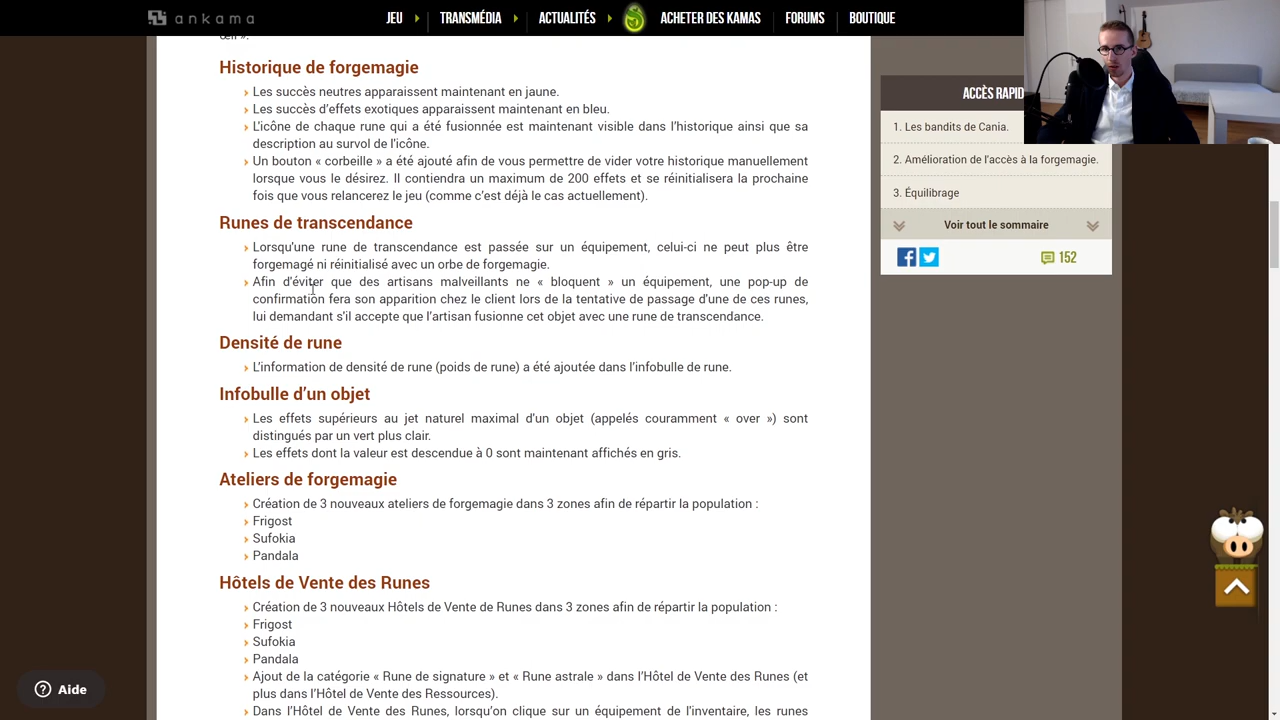 ankama
JEU
TRANSMÉDIA
ACTUALITÉS
ACHETER DES KAMAS
FORUMS
BOUTIQUE
Historique de forgemagie
Les succès neutres apparaissent maintenant en jaune.
Les succès d'effets exotiques apparaissent maintenant en bleu.
L'icône de chaque rune qui a été fusionnée est maintenant visible dans l'historique ainsi que sa
description au survol de l'icône.
Un bouton « corbeille » a été ajouté afin de vous permettre de vider votre historique manuellement
lorsque vous le désirez. Il contiendra un maximum de 200 effets et se réinitialisera la prochaine
fois que vous relancerez le jeu (comme c'est déjà le cas actuellement).
Runes de transcendance
Lorsqu'une rune de transcendance est passée sur un équipement, celui-ci ne peut plus être
forgemagé ni réinitialisé avec un orbe de forgemagie.
Afin d'éviter que des artisans malveillants ne « bloquent » un équipement, une pop-up de
confirmation fera son apparition chez le client lors de la tentative de passage d'une de ces runes,
lui demandant s'il accepte que l'artisan fusionne cet objet avec une rune de transcendance.
Densité de rune
L'information de densité de rune (poids de rune) a été ajoutée dans l'infobulle de rune.
Infobulle d'un objet
Les effets supérieurs au jet naturel maximal d'un objet (appelés couramment « over ») sont
distingués par un vert plus clair.
Les effets dont la valeur est descendue à 0 sont maintenant affichés en gris.
Ateliers de forgemagie
Création de 3 nouveaux ateliers de forgemagie dans 3 zones afin de répartir la population :
Frigost
Sufokia
Pandala
Hôtels de Vente des Runes
Création de 3 nouveaux Hôtels de Vente de Runes dans 3 zones afin de répartir la population :
Frigost
Sufokia
Pandala
Ajout de la catégorie « Rune de signature » et « Rune astrale » dans l'Hôtel de Vente des Runes (et
plus dans l'Hôtel de Vente des Ressources).
Dans l'Hôtel de Vente des Runes, lorsqu'on clique sur un équipement de l'inventaire, les runes
ACCÈS RAPID
1. Les bandits de Cania.
2. Amélioration de l'accès à la forgemagie.
3. Équilibrage
Voir tout le sommaire
152
Aide